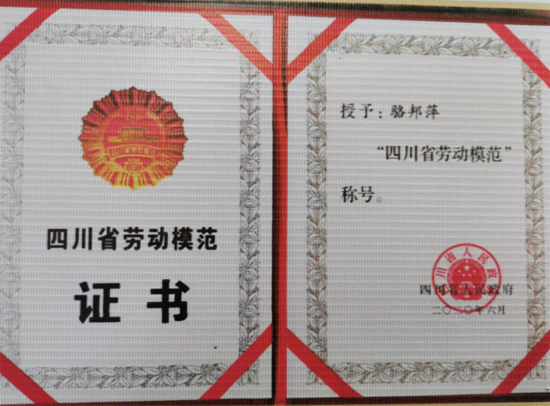 四川省劳动模范
证书
授予：骆邦萍
“四川省劳动模范”
称号。
四川省人民政府
二〇二〇年六月